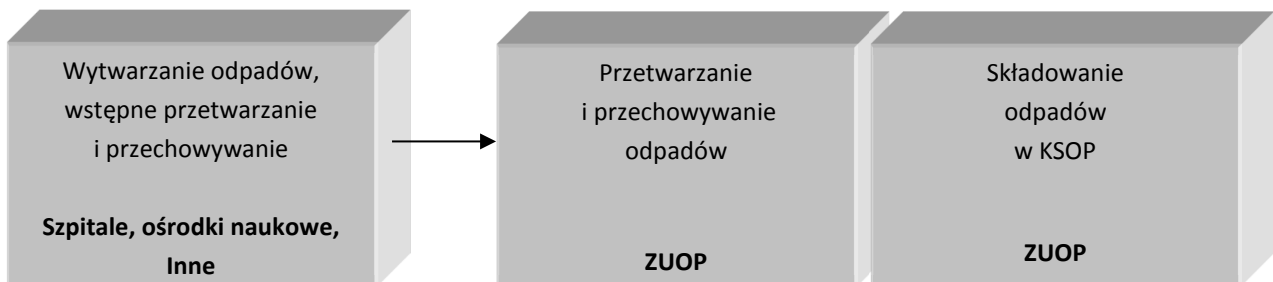 Wytwarzanie odpadów,
wstępne przetwarzanie
i przechowywanie
Szpitale, ośrodki naukowe,
Inne
Przetwarzanie
i przechowywanie
odpadów
ZUOP
Składowanie
odpadów
w KSOP
ZUOP